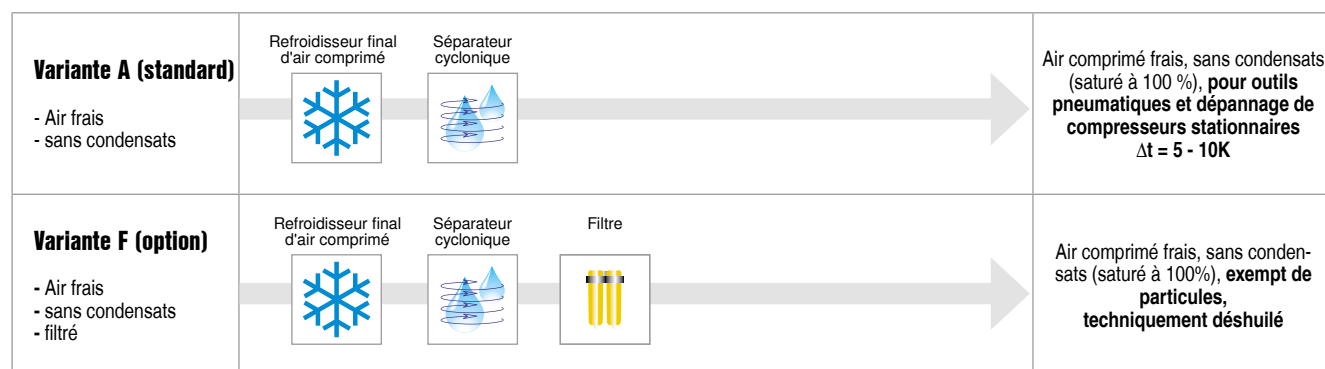 Variante A (standard)
- Air frais
- sans condensats
Refroidisseur final
d'air comprimé
Séparateur
cyclonique
Air comprimé frais, sans condensats
(saturé à 100 %), pour outils
pneumatiques et dépannage de
compresseurs stationnaires
Δt = 5 - 10K
Variante F (option)
- Air frais
- sans condensats
- filtré
Refroidisseur final
d'air comprimé
Séparateur
cyclonique
Filtre
Air comprimé frais, sans conden-
sats (saturé à 100%), exempt de
particules,
techniquement déshuilé